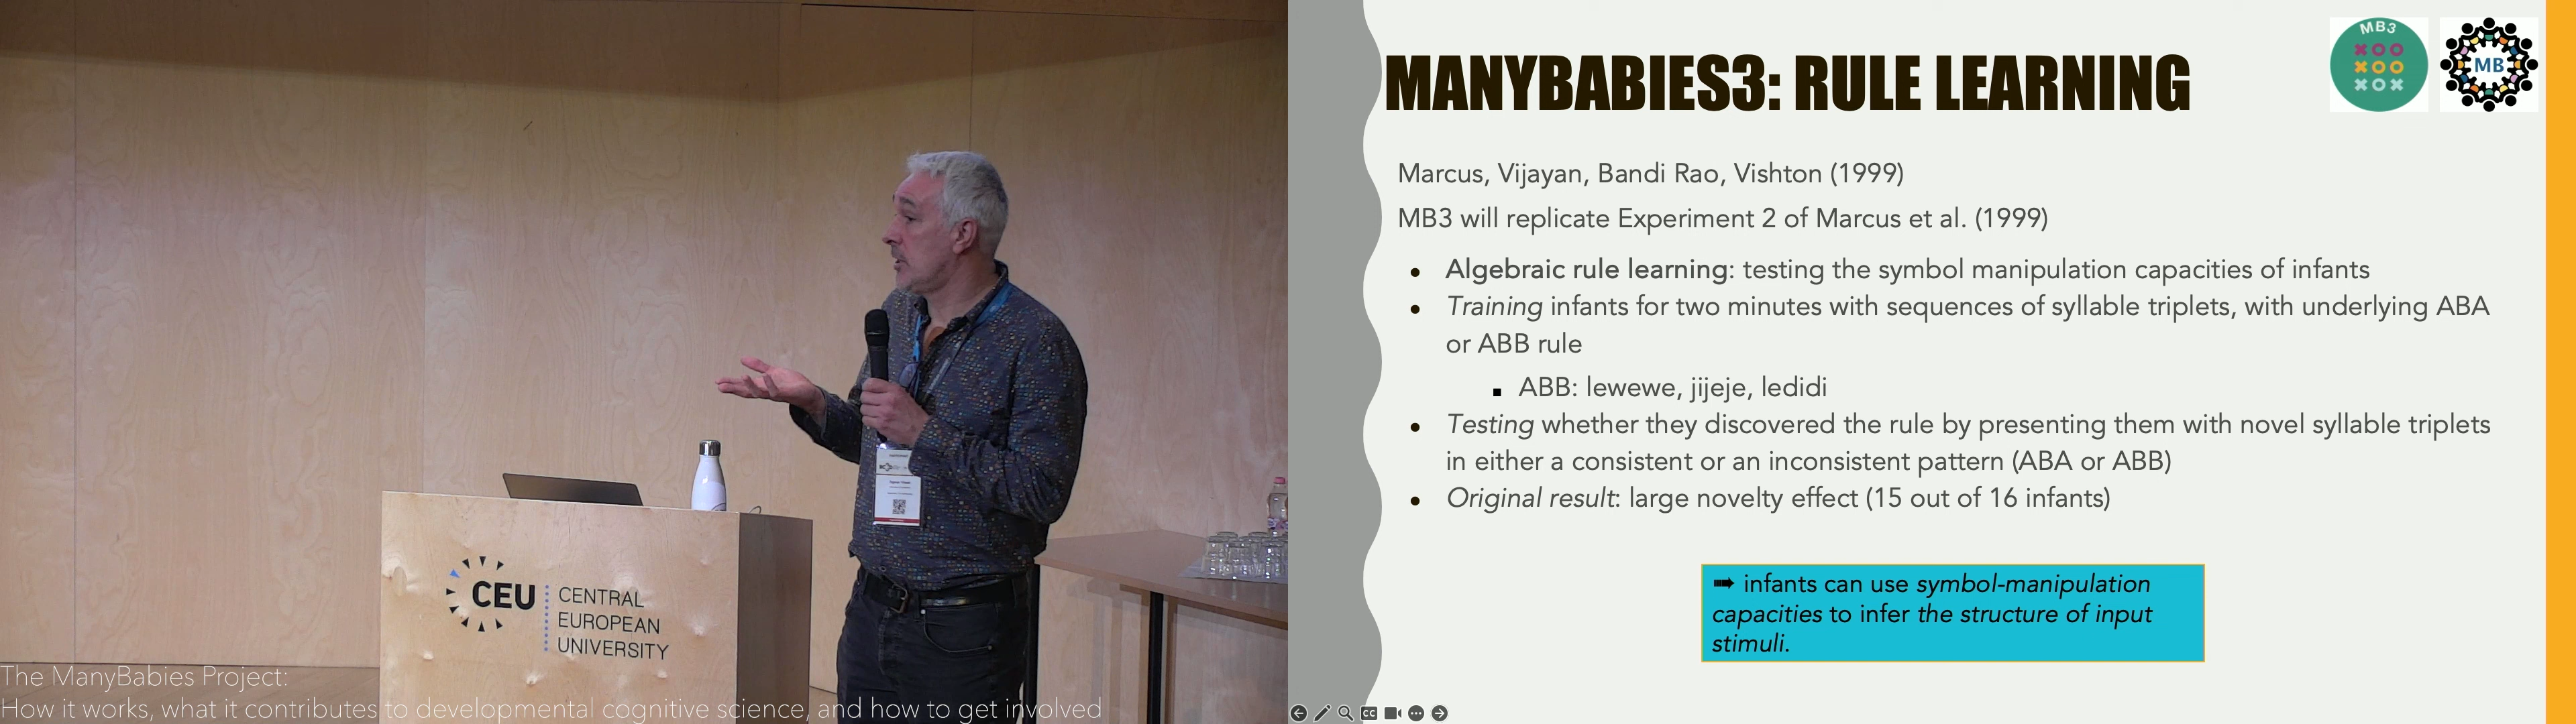 CEU
CENTRAL
EUROPEAN
UNIVERSITY
The ManyBabies Project:
How it works, what it contributes to developmental cognitive science, and how to get involved
MANYBABIES3: RULE LEARNING
MB3
XOO
XOO
XOX
MB
Marcus, Vijayan, Bandi Rao, Vishton (1999)
MB3 will replicate Experiment 2 of Marcus et al. (1999)
• Algebraic rule learning: testing the symbol manipulation capacities of infants
• Training infants for two minutes with sequences of syllable triplets, with underlying ABA
or ABB rule
▪ ABB: lewewe, jijeje, ledidi
• Testing whether they discovered the rule by presenting them with novel syllable triplets
in either a consistent or an inconsistent pattern (ABA or ABB)
• Original result: large novelty effect (15 out of 16 infants)
➠ infants can use symbol-manipulation
capacities to infer the structure of input
stimuli.
CC